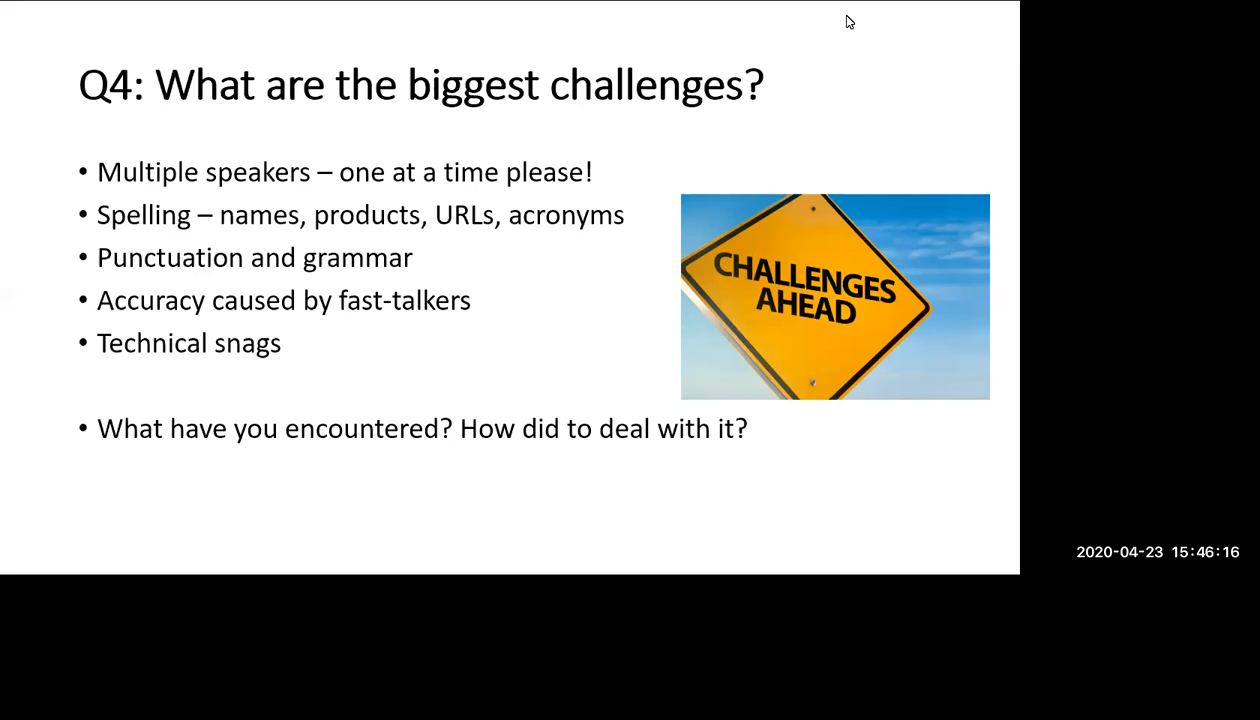 Q4: What are the biggest challenges?
• Multiple speakers – one at a time please!
• Spelling – names, products, URLs, acronyms
• Punctuation and grammar
• Accuracy caused by fast-talkers
• Technical snags
CHALLENGES
AHEAD
• What have you encountered? How did to deal with it?
2020-04-23 15:46:16